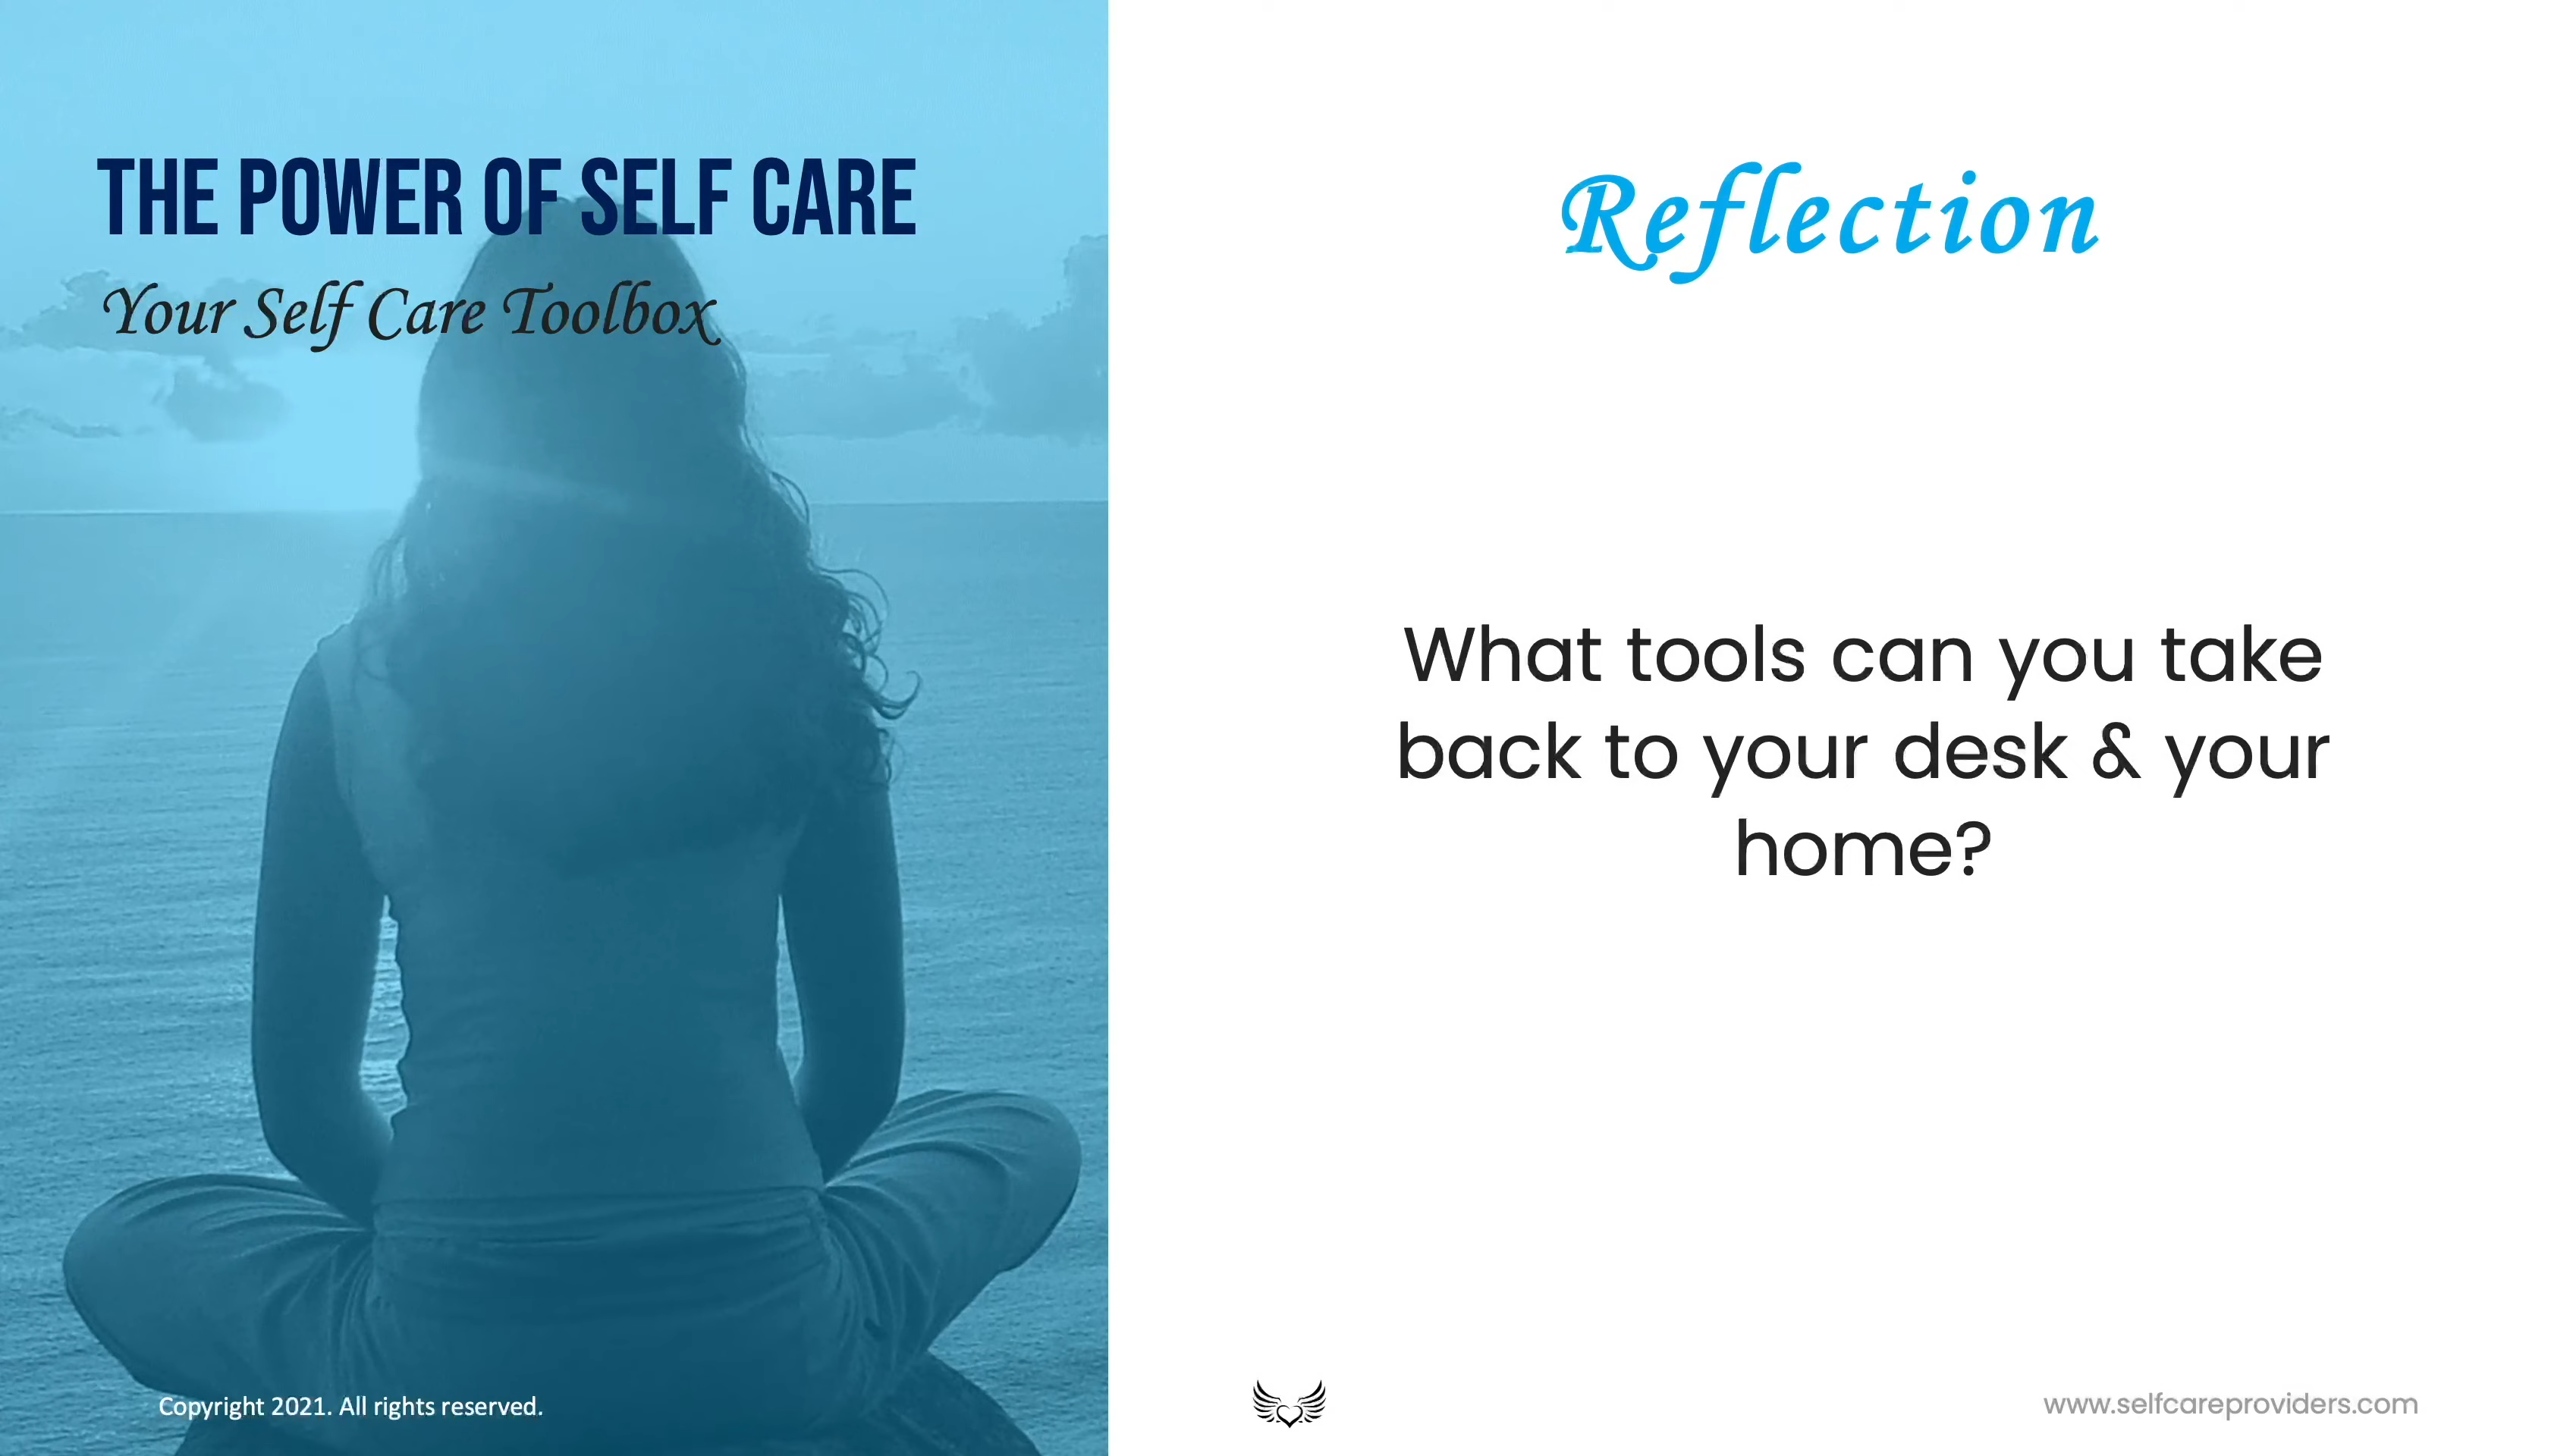 THE POWER OF SELF CARE
Your Self Care Toolbox
Copyright 2021. All rights reserved.
Reflection
What tools can you take
back to your desk & your
home?
www.selfcareproviders.com